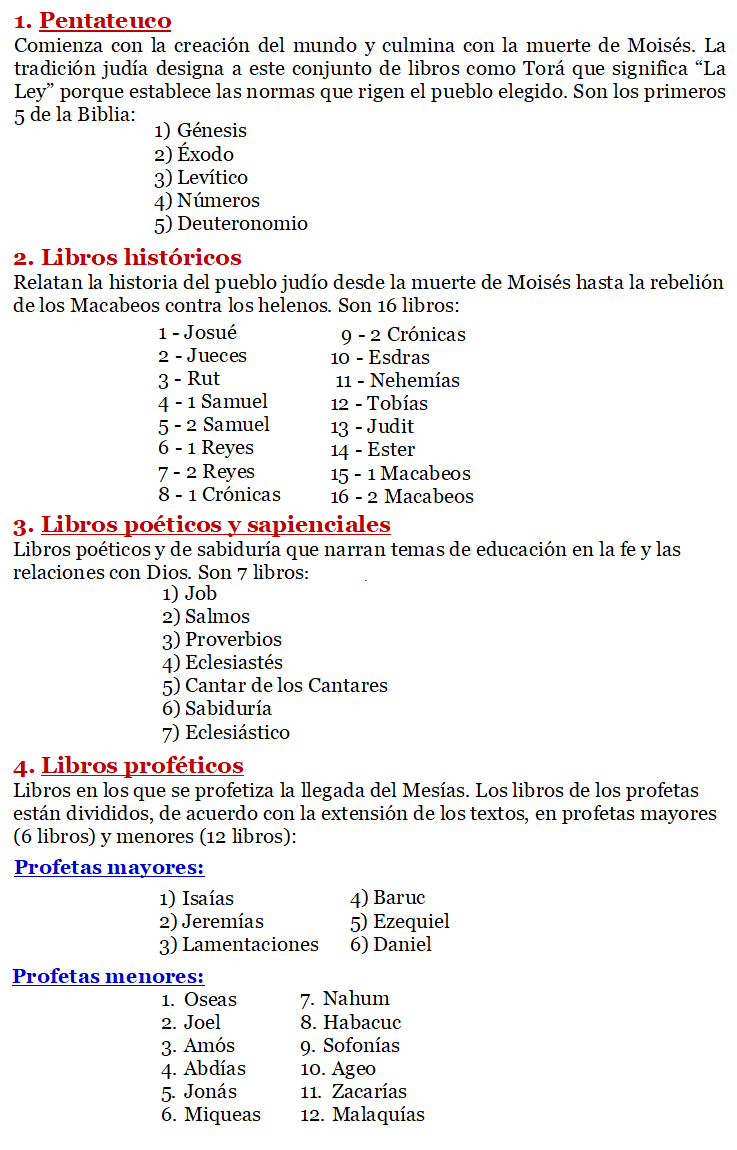 1. Pentateuco
Comienza con la creación del mundo y culmina con la muerte de Moisés. La
tradición judía designa a este conjunto de libros como Torá que significa “La
Ley” porque establece las normas que rigen el pueblo elegido. Son los primeros
5 de la Biblia:
1) Génesis
2) Éxodo
3) Levítico
4) Números
5) Deuteronomio
2. Libros históricos
Relatan la historia del pueblo judío desde la muerte de Moisés hasta la rebelión
de los Macabeos contra los helenos. Son 16 libros:
1 - Josué
2 - Jueces
3 - Rut
4 - 1 Samuel
5 - 2 Samuel
6 - 1 Reyes
7 - 2 Reyes
8 - 1 Crónicas
9 - 2 Crónicas
10 - Esdras
11 - Nehemías
12 - Tobías
13 - Judit
14 - Ester
15 - 1 Macabeos
16 - 2 Macabeos
3. Libros poéticos y sapienciales
Libros poéticos y de sabiduría que narran temas de educación en la fe y las
relaciones con Dios. Son 7 libros:
1) Job
2) Salmos
3) Proverbios
4) Eclesiastés
5) Cantar de los Cantares
6) Sabiduría
7) Eclesiástico
4. Libros proféticos
Libros en los que se profetiza la llegada del Mesías. Los libros de los profetas
están divididos, de acuerdo con la extensión de los textos, en profetas mayores
(6 libros) y menores (12 libros):
Profetas mayores:
1) Isaías
2) Jeremías
3) Lamentaciones
4) Baruc
5) Ezequiel
6) Daniel
Profetas menores:
1. Oseas
2. Joel
3. Amós
4. Abdías
5. Jonás
6. Miqueas
7. Nahum
8. Habacuc
9. Sofonías
10. Ageo
11. Zacarías
12. Malaquías